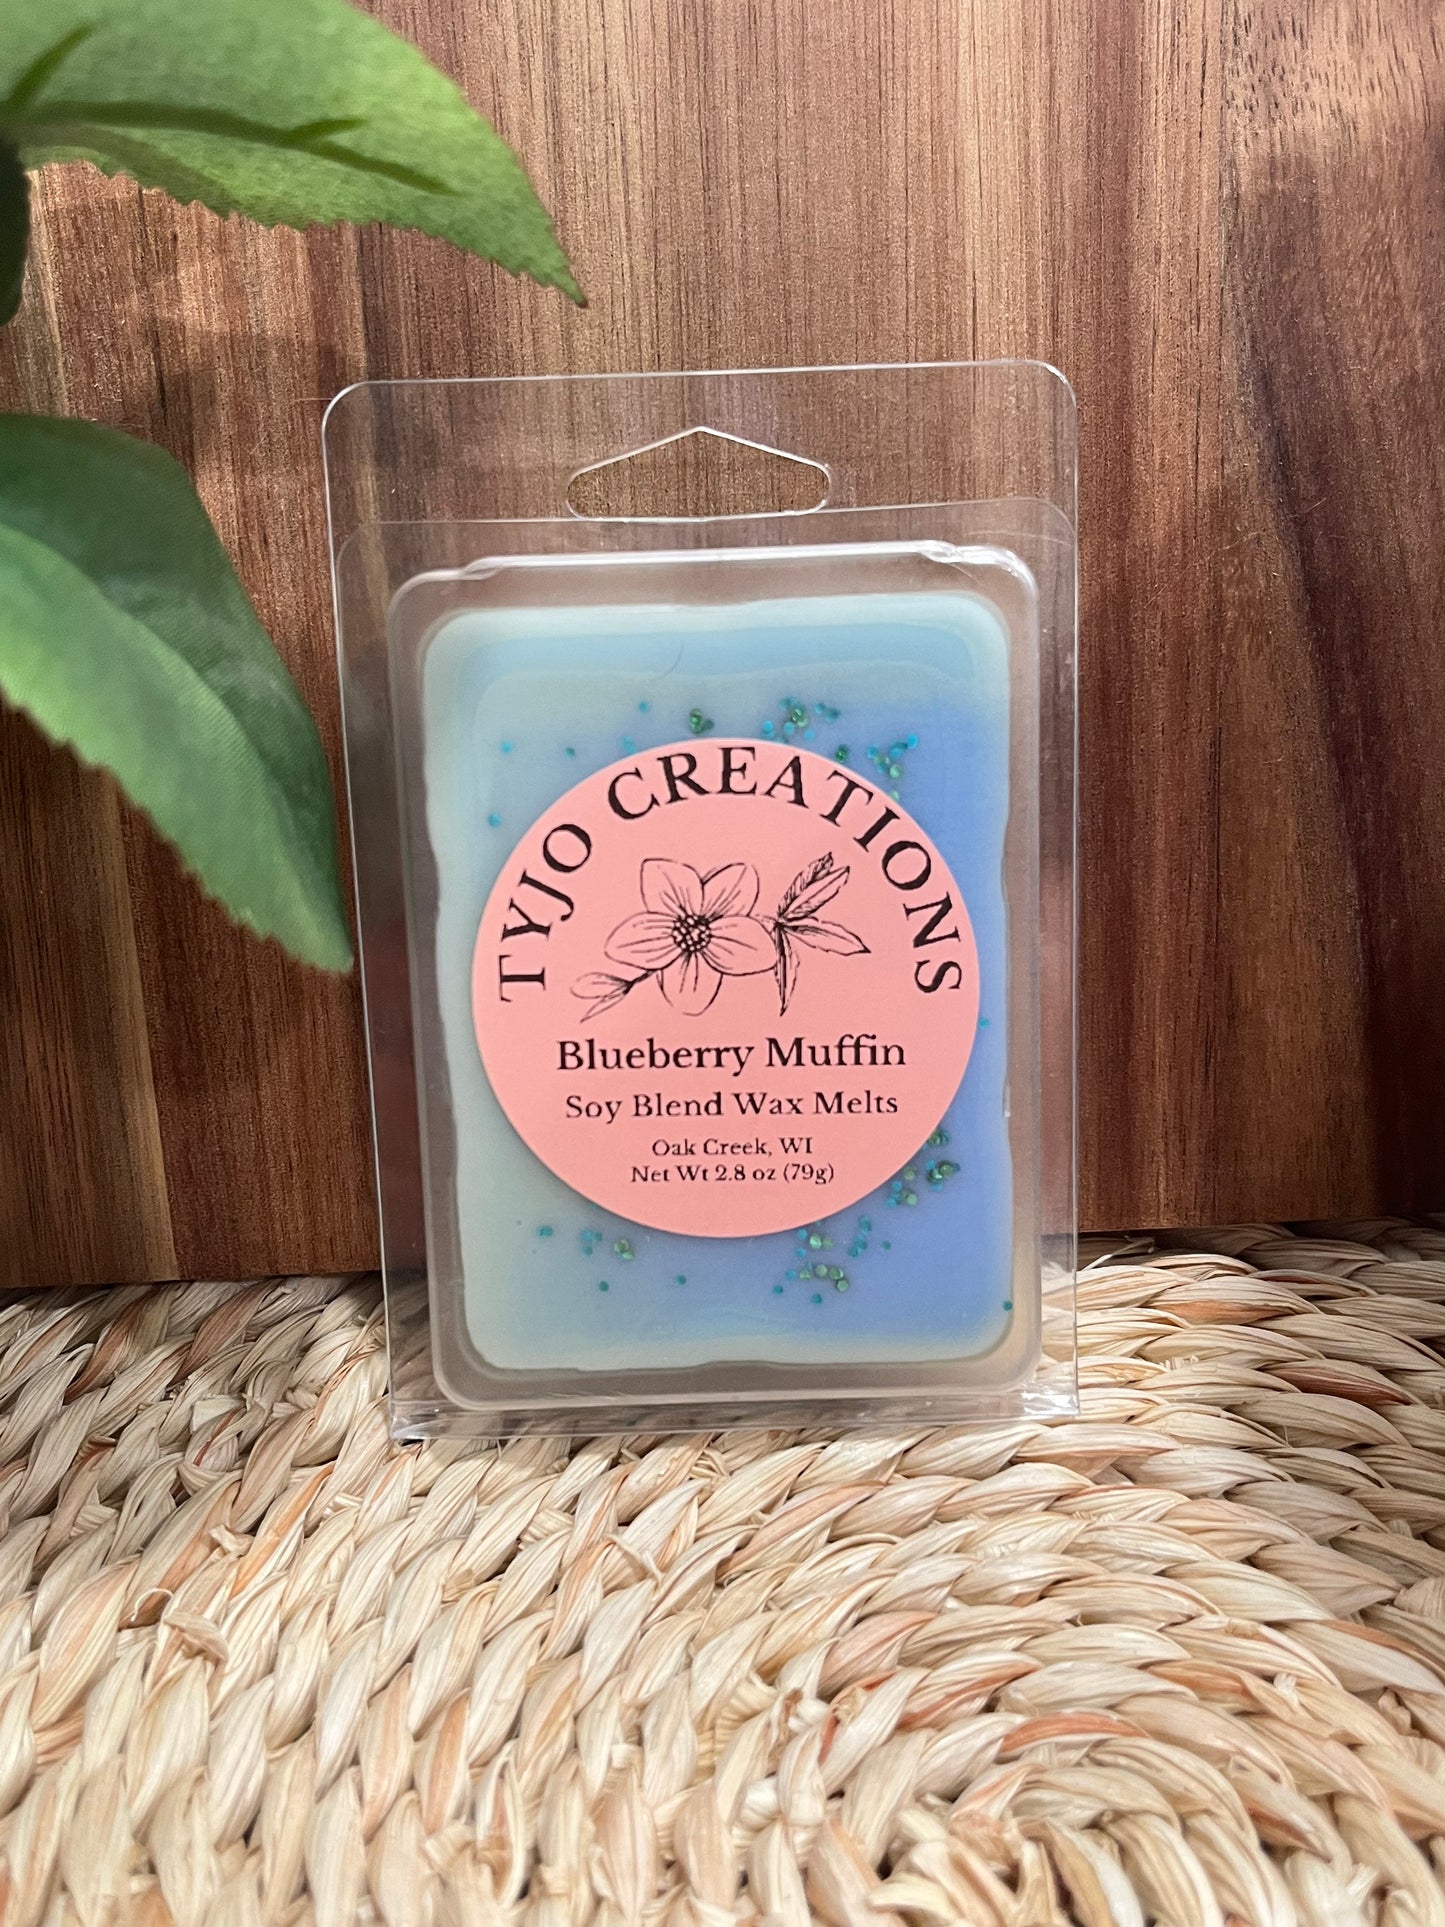 TYJO CREATIONS
Blueberry Muffin
Soy Blend Wax Melts
Oak Creek, WI
Net Wt 2.8 oz (79g)